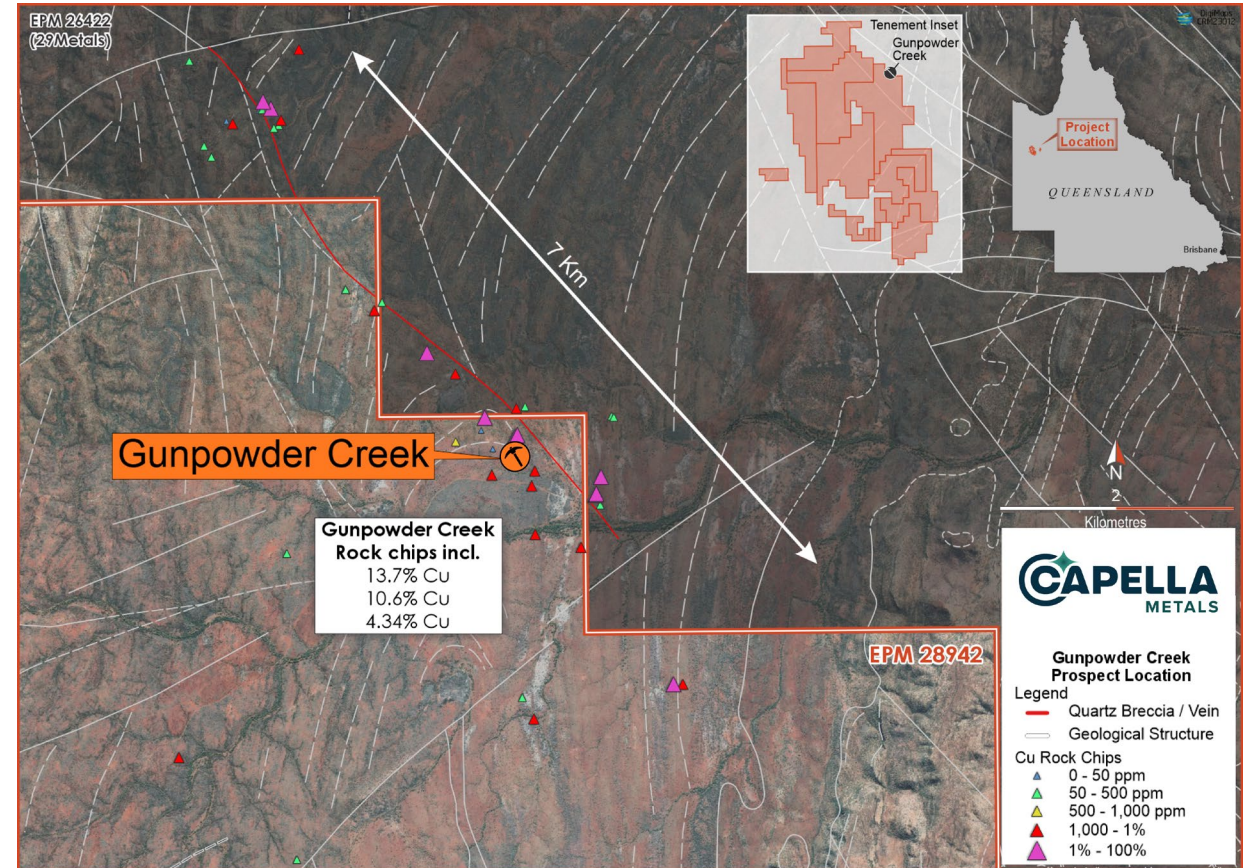 EPM 26422
(29Metals)
Tenement Inset
Gunpowder
Creek
DigiMaps
Project
Location
QUEENSLAND
Brisbane
7 Km
Gunpowder Creek
Gunpowder Creek
Rock chips incl.
13.7% Cu
10.6% Cu
4.34% Cu
N
2
Kilometres
CAPELLA
METALS
EPM 28942
Gunpowder Creek
Prospect Location
Legend
Quartz Breccia / Vein
Geological Structure
Cu Rock Chips
0 - 50 ppm
50 - 500 ppm
500 - 1,000 ppm
1,000 - 1%
1% - 100%